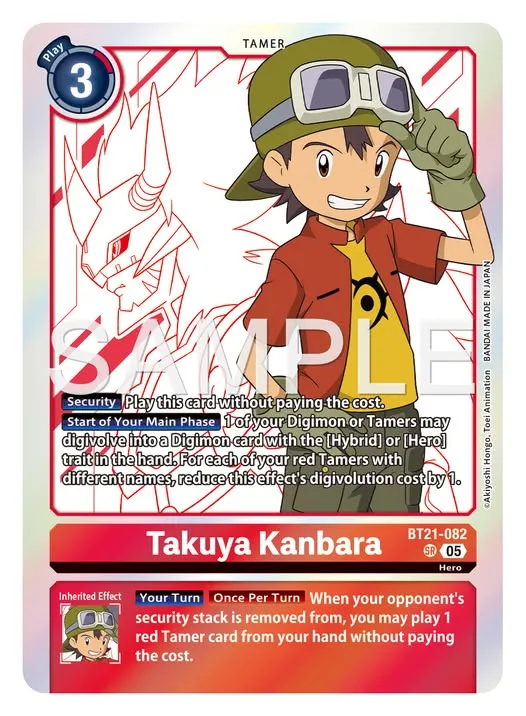 Play
3
TAMER
SAMPLE
Security Play this card without paying the cost.
Start of Your Main Phase 1 of your Digimon or Tamers may
digivolve into a Digimon card with the [Hybrid] or [Hero]
trait in the hand. For each of your red Tamers with
different names, reduce this effect's digivolution cost by 1.
©Akiyoshi Hongo, Toei Animation BANDAI MADE IN JAPAN
Takuya Kanbara
BT21-082
SR 05
Hero
Inherited Effect
Your Turn Once Per Turn When your opponent's
security stack is removed from, you may play 1
red Tamer card from your hand without paying
the cost.